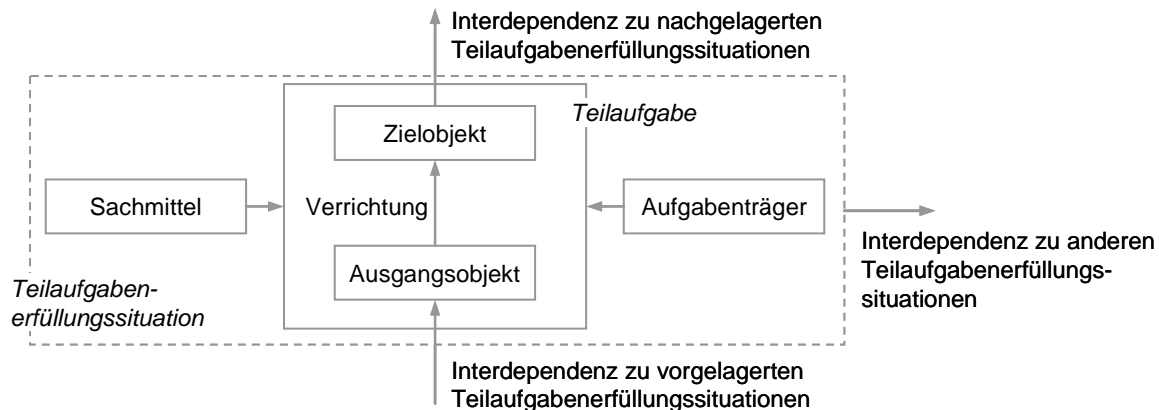 Interdependenz zu nachgelagerten
Teilaufgabenerfüllungssituationen
Teilaufgabe
Zielobjekt
Sachmittel
Verrichtung
Aufgabenträger
Ausgangsobjekt
Interdependenz zu anderen
Teilaufgabenerfüllungs-
situationen
Teilaufgaben-
erfüllungssituation
Interdependenz zu vorgelagerten
Teilaufgabenerfüllungssituationen